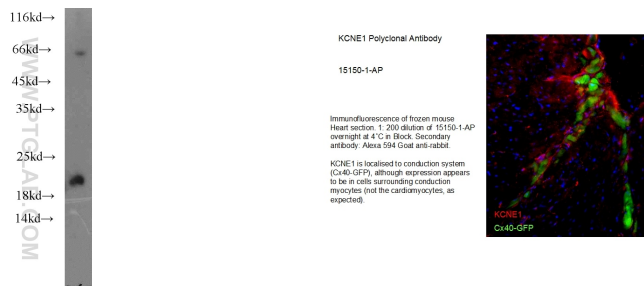 116kd→
66kd→
45kd→
35kd→
25kd→
18kd→
14kd→
WWW.PTGLAB.COM
KCNE1 Polyclonal Antibody
15150-1-AP
Immunofluorescence of frozen mouse
Heart section. 1: 200 dilution of 15150-1-AP
overnight at 4°C in Block. Secondary
antibody: Alexa 594 Goat anti-rabbit.
KCNE1 is localised to conduction system
(Cx40-GFP), although expression appears
to be in cells surrounding conduction
myocytes (not the cardiomyocytes, as
expected).
KCNE1
Cx40-GFP